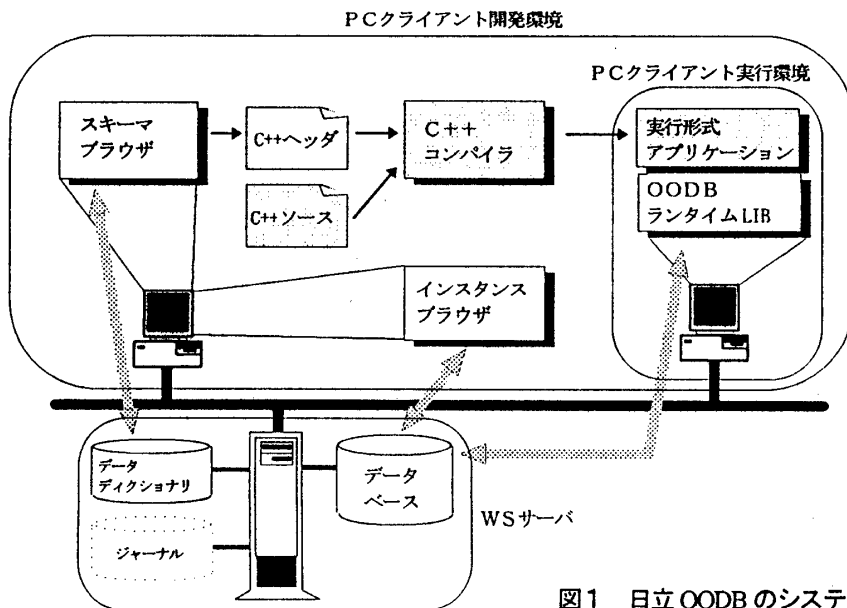 PCクライアント開発環境
PCクライアント実行環境
スキーマ
ブラウザ
C++ヘッダ
C++ソース
C++
コンパイラ
実行形式
アプリケーション
OODB
ランタイムLIB
インスタンス
ブラウザ
データ
ディクショナリ
ジャーナル
データ
ベース
WSサーバ
図1 日立OODBのシステ